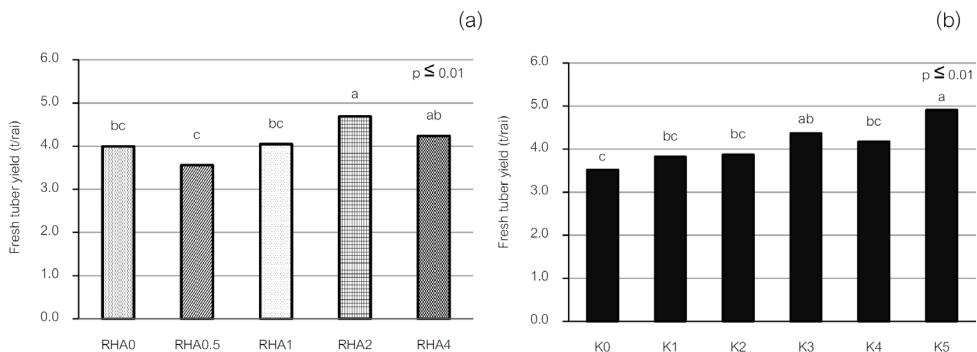 (a)
p ≤ 0.01
Fresh tuber yield (t/rai)
6.0
5.0
4.0
3.0
2.0
1.0
0.0
bc
c
bc
a
ab
RHA0
RHA0.5
RHA1
RHA2
RHA4
(b)
p ≤ 0.01
Fresh tuber yield (t/rai)
6.0
5.0
4.0
3.0
2.0
1.0
0.0
c
bc
bc
ab
bc
a
K0
K1
K2
K3
K4
K5